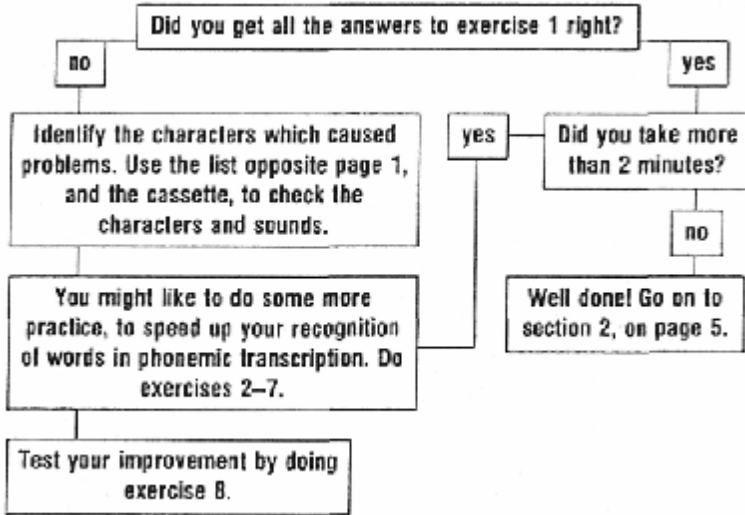 Did you get all the answers to exercise 1 right?
no
yes
Identify the characters which caused
problems. Use the list opposite page 1,
and the cassette, to check the
characters and sounds.
yes
Did you take more
than 2 minutes?
no
You might like to do some more
practice, to speed up your recognition
of words in phonemic transcription. Do
exercises 2–7.
Well done! Go on to
section 2, on page 5.
Test your improvement by doing
exercise 8.